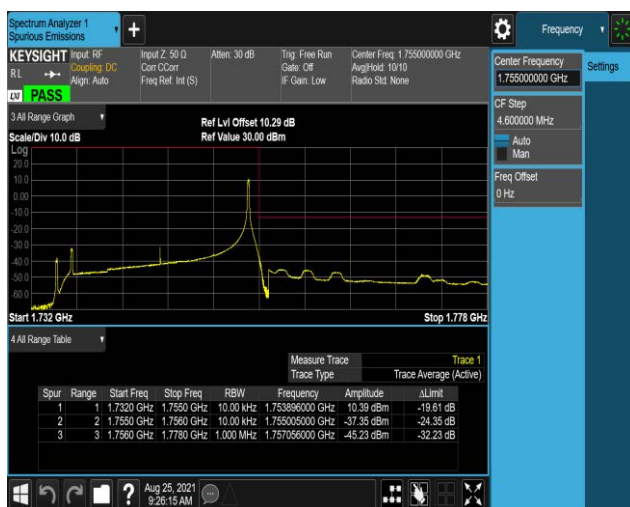 Spectrum Analyzer 1
Spurious Emissions
+
Frequency
KEYSIGHT
RL
LXI PASS
Input: RF
Coupling: DC
Align: Auto
Input Z: 50 Ω
Corr CCorr
Freq Ref: Int (S)
Atten: 30 dB
Trig: Free Run
Gate: Off
IF Gain: Low
Center Freq: 1.755000000 GHz
Avg|Hold: 10/10
Radio Std: None
Center Frequency
1.755000000 GHz
Settings
CF Step
4.600000 MHz
Auto
Man
Freq Offset
0 Hz
3 All Range Graph
Ref Lvl Offset 10.29 dB
Scale/Div 10.0 dB
Ref Value 30.00 dBm
Log
20.0
10.0
0.00
-10.0
-20.0
-30.0
-40.0
-50.0
-60.0
Start 1.732 GHz
Stop 1.778 GHz
4 All Range Table
Measure Trace Trace 1
Trace Type Trace Average (Active)
Spur Range Start Freq Stop Freq RBW Frequency Amplitude ΔLimit
1 1 1.7320 GHz 1.7550 GHz 10.00 kHz 1.753896000 GHz 10.39 dBm -19.61 dB
2 2 1.7550 GHz 1.7560 GHz 10.00 kHz 1.755005000 GHz -37.35 dBm -24.35 dB
3 3 1.7560 GHz 1.7780 GHz 1.000 MHz 1.757056000 GHz -45.23 dBm -32.23 dB
?
Aug 25, 2021
9:26:15 AM